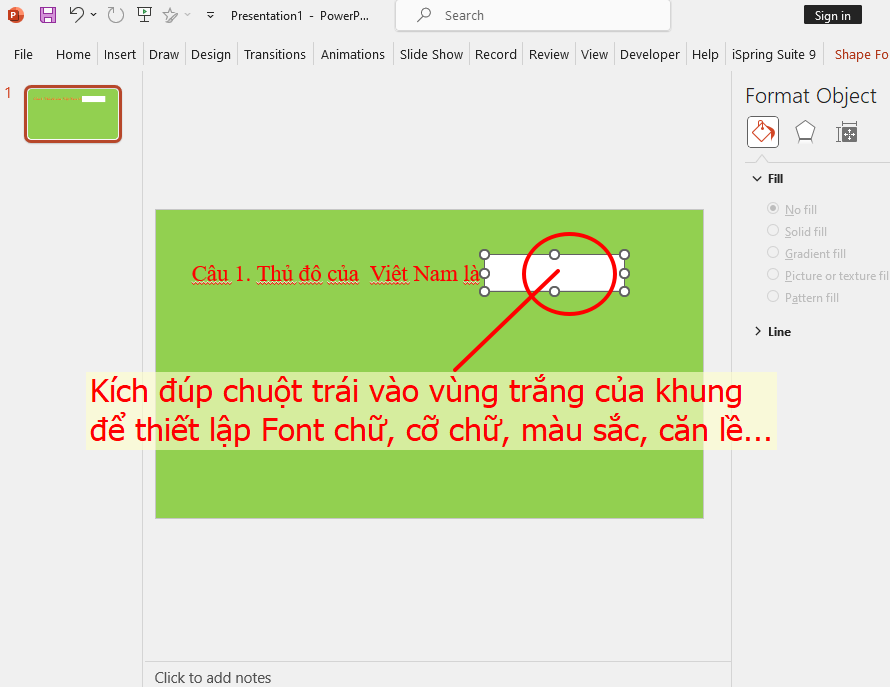 Presentation1 - PowerP...
Search
Sign in
File Home Insert Draw Design Transitions Animations Slide Show Record Review View Developer Help iSpring Suite 9 Shape Fo
1
Format Object
Fill
No fill
Solid fill
Gradient fill
Picture or texture fil
Pattern fill
Line
Câu 1. Thủ đô của Việt Nam là
Kích đúp chuột trái vào vùng trắng của khung
để thiết lập Font chữ, cỡ chữ, màu sắc, căn lề...
Click to add notes